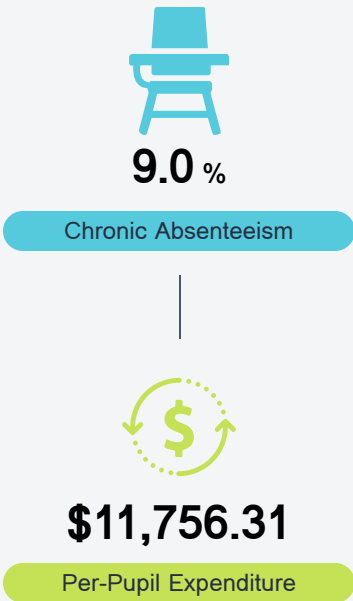 9.0 %
Chronic Absenteeism
$
$11,756.31
Per-Pupil Expenditure